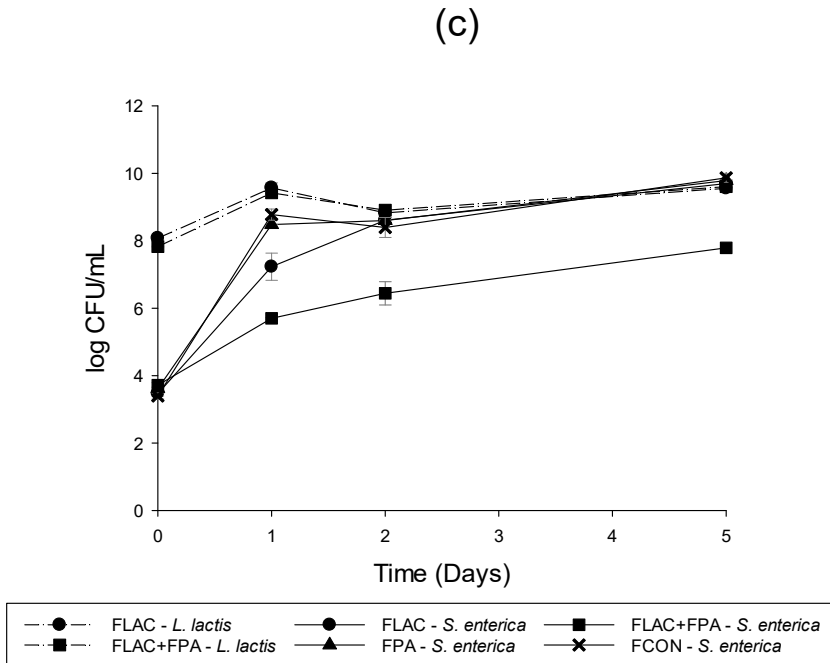 (c)
12
10
8
6
4
2
0
log CFU/mL
0 1 2 3 4 5
Time (Days)
FLAC - L. lactis FLAC - S. enterica FLAC+FPA - S. enterica
FLAC+FPA - L. lactis FPA - S. enterica FCON - S. enterica